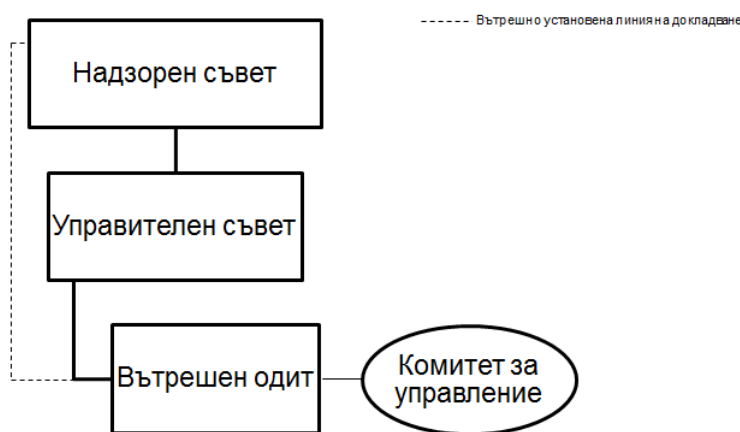 Вътрешно установена линия на докладване
Надзорен съвет
Управителен съвет
Вътрешен одит
Комитет за
управление